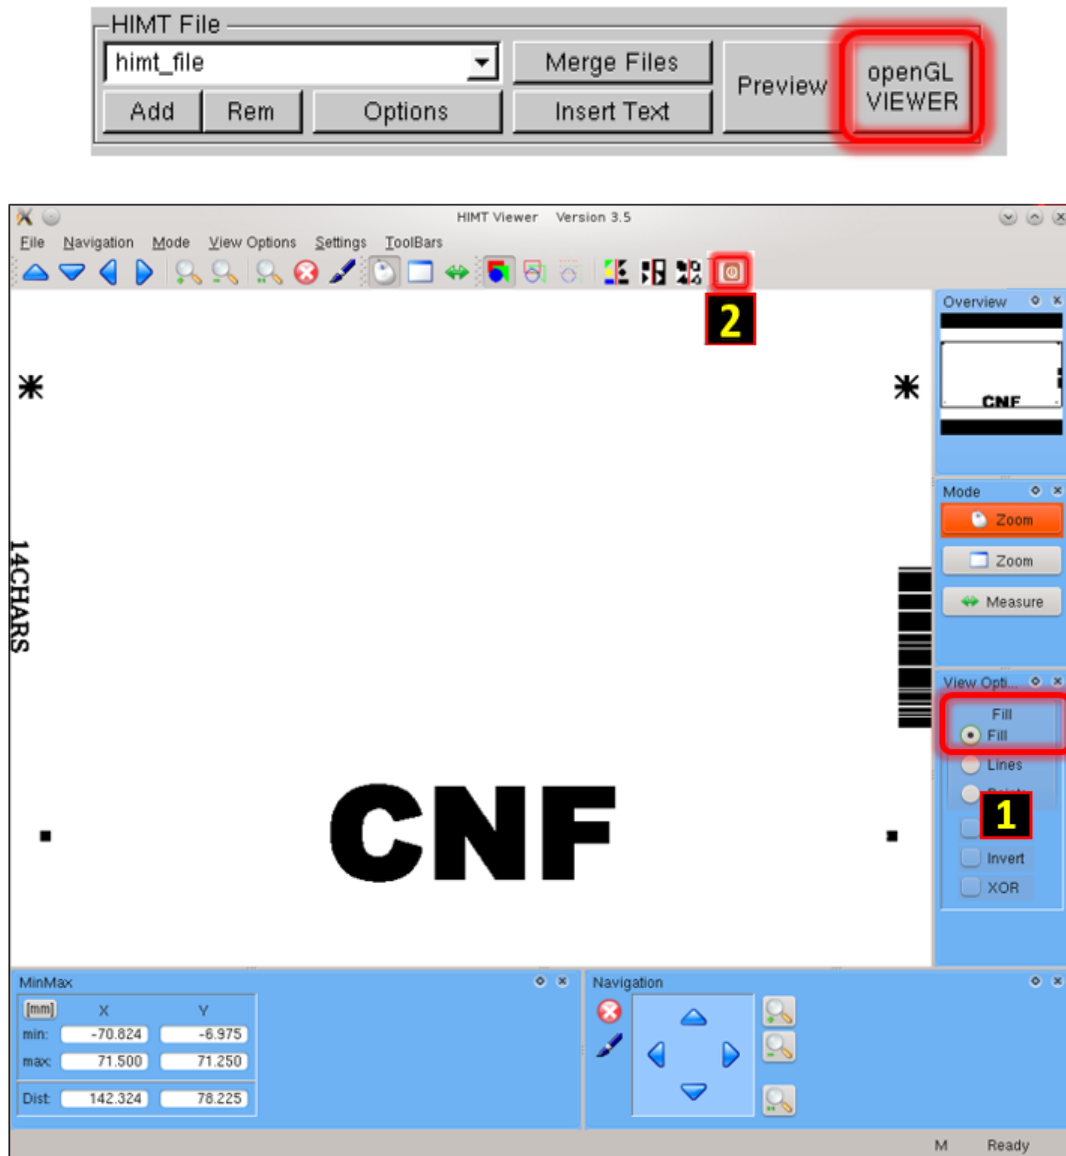 HIMT File
himt_file
Merge Files
Preview
openGL
VIEWER
Add
Rem
Options
Insert Text
HIMT Viewer Version 3.5
File Navigation Mode View Options Settings ToolBars
2
Overview
CNF
Mode
Zoom
Zoom
Measure
14CHARS
View Opti...
Fill
Fill
Lines
1
Invert
XOR
CNF
MinMax
[mm] X Y
min: -70.824 -6.975
max: 71.500 71.250
Dist: 142.324 78.225
Navigation
M Ready